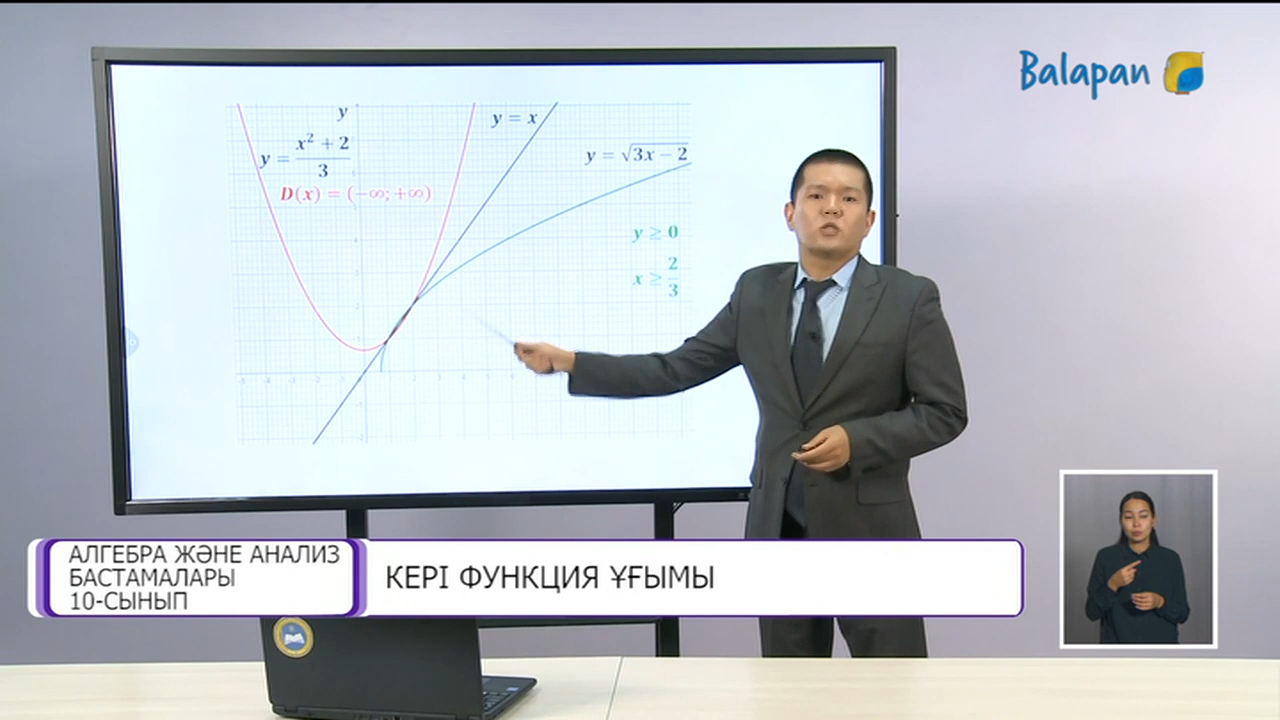 Balapan
y
y = x
y = (x² + 2)/3
y = √(3x − 2)
D(x) = (−∞; +∞)
y ≥ 0
x ≥ 2/3
АЛГЕБРА ЖӘНЕ АНАЛИЗ
БАСТАМАЛАРЫ
10-СЫНЫП
КЕРІ ФУНКЦИЯ ҰҒЫМЫ